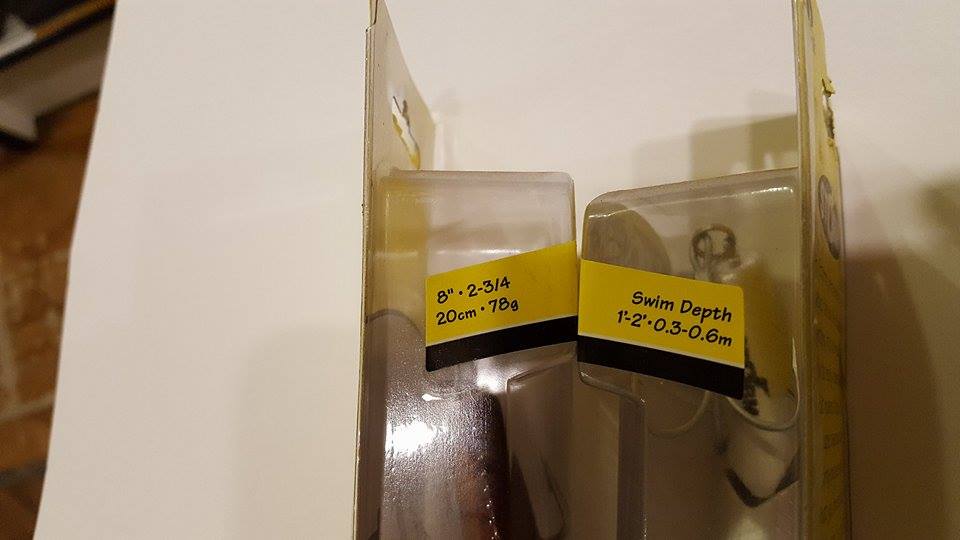 8" • 2-3/4
20cm • 78g
Swim Depth
1'-2' • 0.3-0.6m